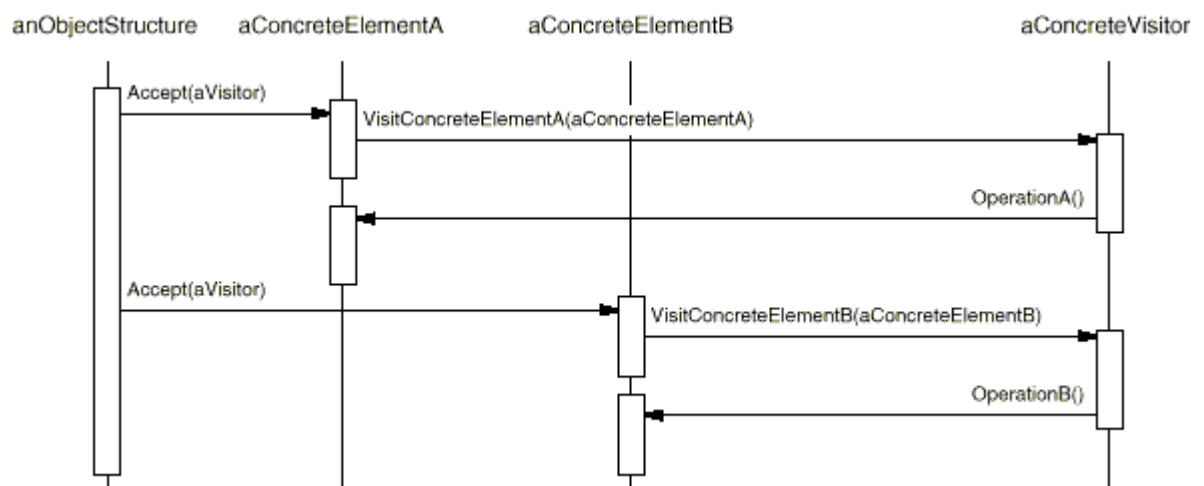 anObjectStructure aConcreteElementA aConcreteElementB aConcreteVisitor
Accept(aVisitor)
VisitConcreteElementA(aConcreteElementA)
OperationA()
Accept(aVisitor)
VisitConcreteElementB(aConcreteElementB)
OperationB()